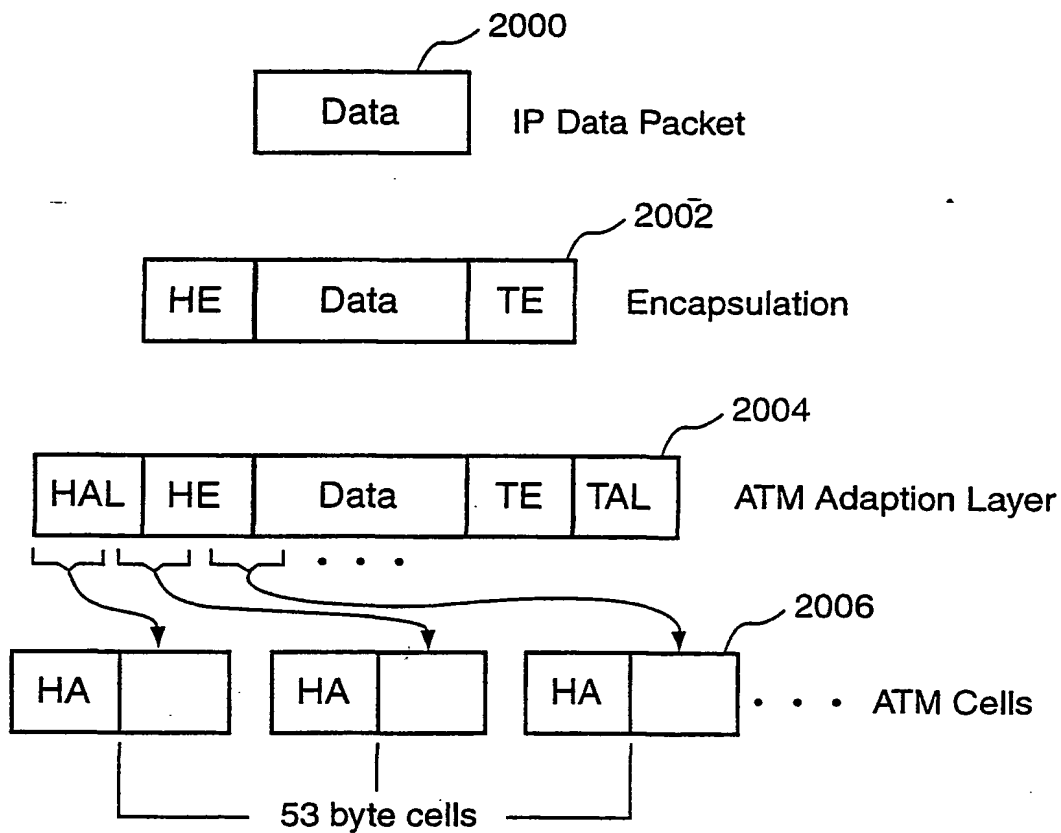 2000
Data
IP Data Packet
2002
HE Data TE
Encapsulation
2004
HAL HE Data TE TAL
ATM Adaption Layer
. . .
2006
HA HA HA
. . . ATM Cells
53 byte cells